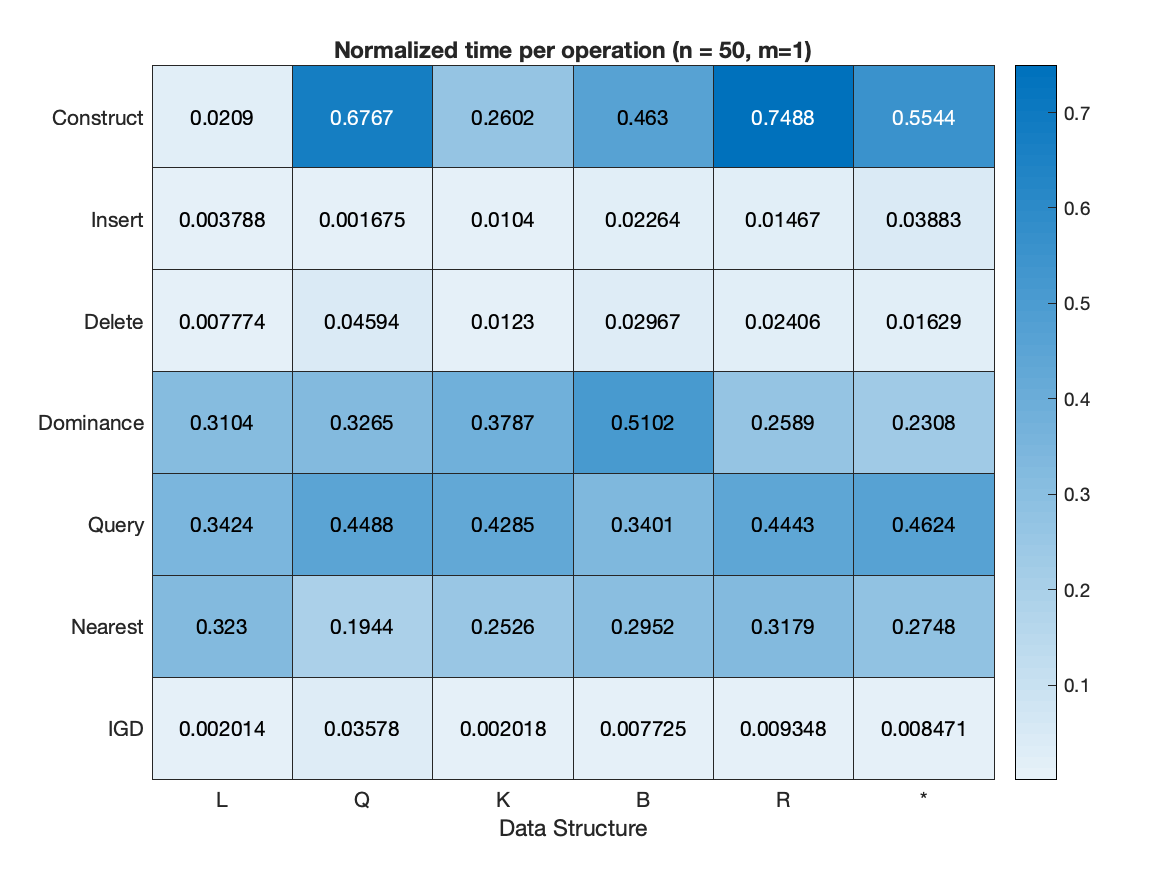 Normalized time per operation (n = 50, m=1)
Construct 0.0209 0.6767 0.2602 0.463 0.7488 0.5544
Insert 0.003788 0.001675 0.0104 0.02264 0.01467 0.03883
Delete 0.007774 0.04594 0.0123 0.02967 0.02406 0.01629
Dominance 0.3104 0.3265 0.3787 0.5102 0.2589 0.2308
Query 0.3424 0.4488 0.4285 0.3401 0.4443 0.4624
Nearest 0.323 0.1944 0.2526 0.2952 0.3179 0.2748
IGD 0.002014 0.03578 0.002018 0.007725 0.009348 0.008471
L Q K B R *
Data Structure
0.7
0.6
0.5
0.4
0.3
0.2
0.1